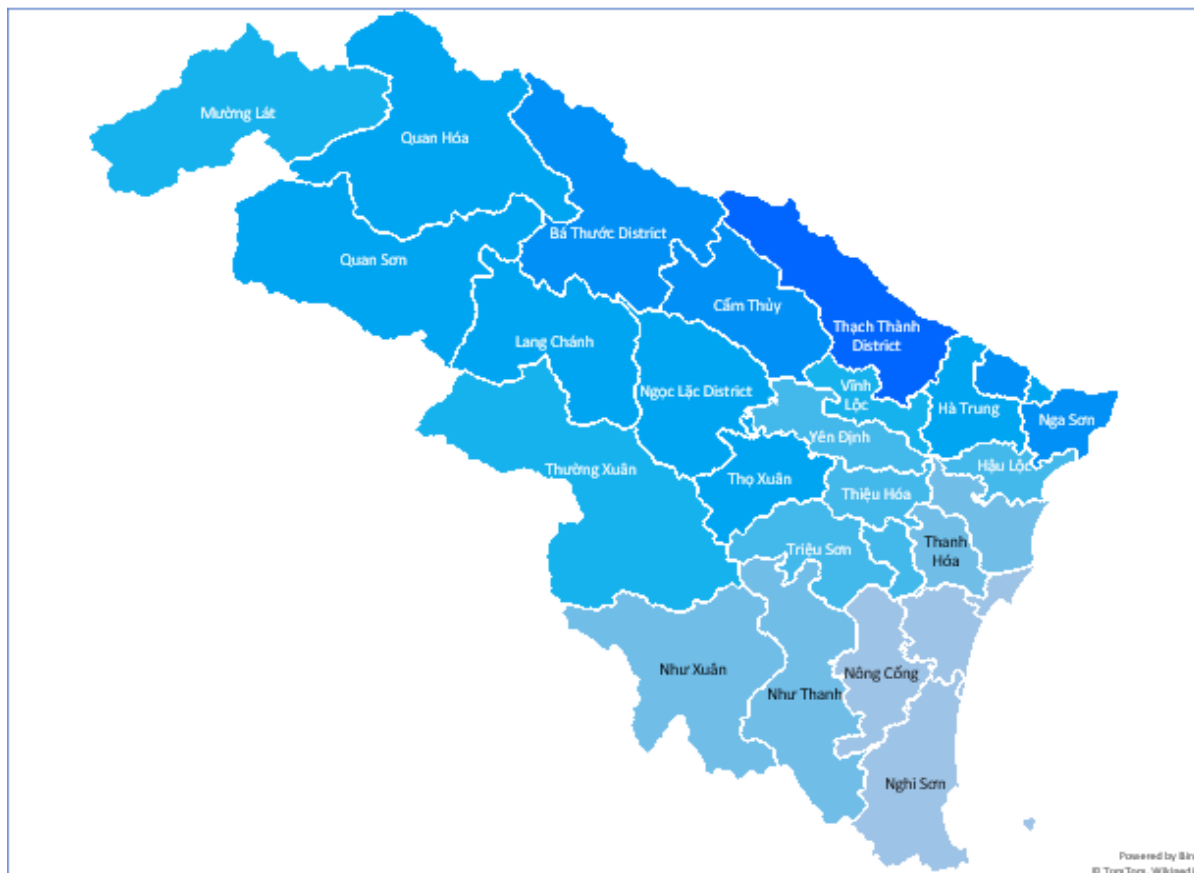 Mường Lát
Quan Hóa
Bá Thước District
Quan Sơn
Cẩm Thủy
Thạch Thành
District
Lang Chánh
Ngọc Lặc District
Vĩnh
Lộc
Hà Trung
Nga Sơn
Yên Định
Thường Xuân
Hậu Lộc
Thọ Xuân
Thiệu Hóa
Triệu Sơn
Thanh
Hóa
Như Xuân
Nông Cống
Như Thanh
Nghi Sơn
Powered by Bin
© TomTom, Wikipedi